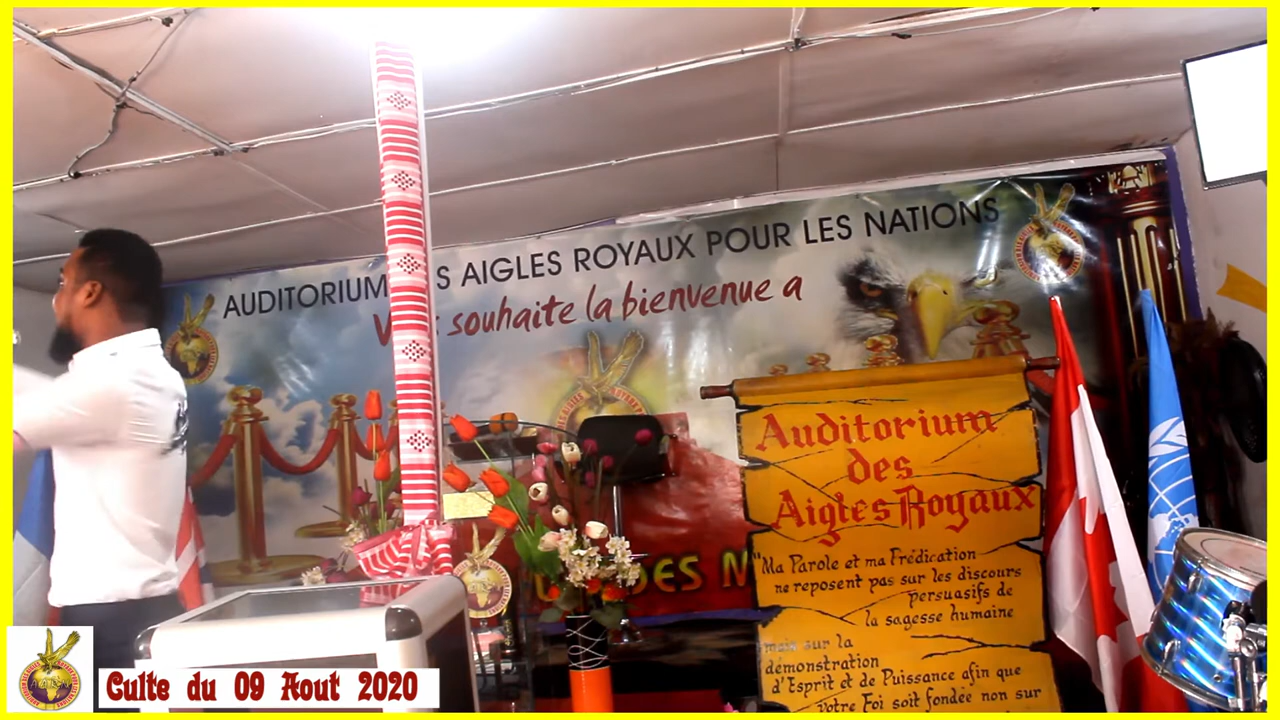 AUDITORIUM S AIGLES ROYAUX POUR LES NATIONS
souhaite la bienvenue a
DES
Auditorium
des
Aigles Royaux
"Ma Parole et ma Prédication
ne reposent pas sur les discours
persuasifs de
la sagesse humaine
mais sur la
démonstration
d'Esprit et de Puissance afin que
votre Foi soit fondée non sur
Culte du 09 Aout 2020